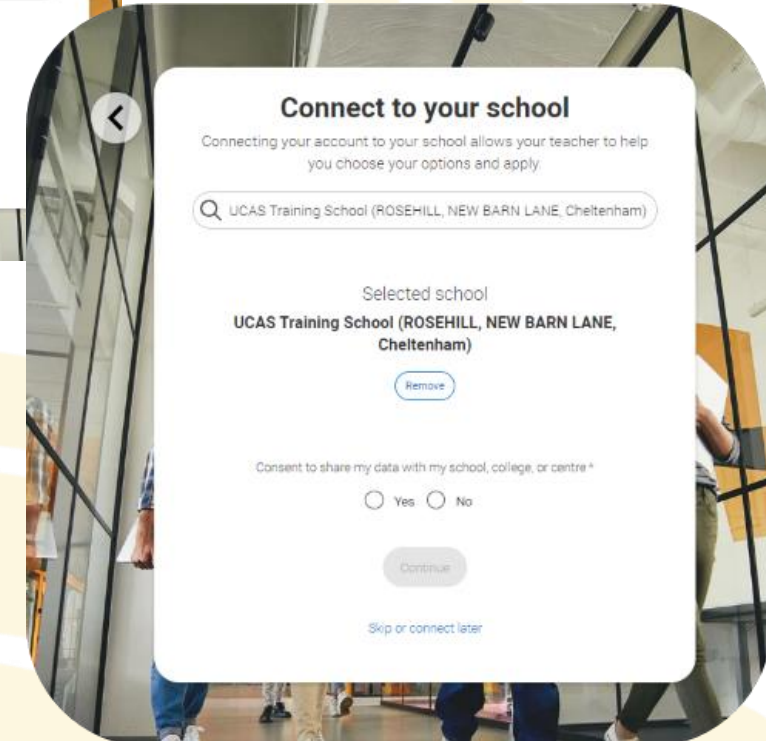 Connect to your school
Connecting your account to your school allows your teacher to help
you choose your options and apply.
UCAS Training School (ROSEHILL, NEW BARN LANE, Cheltenham)
Selected school
UCAS Training School (ROSEHILL, NEW BARN LANE,
Cheltenham)
Remove
Consent to share my data with my school, college, or centre *
Yes No
Continue
Skip or connect later